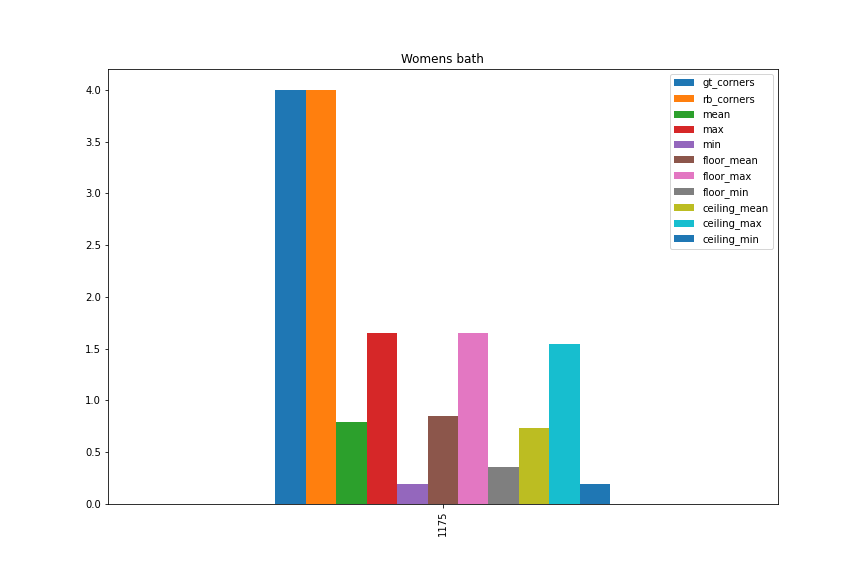 Womens bath
4.0
3.5
3.0
2.5
2.0
1.5
1.0
0.5
0.0
1175
gt_corners
rb_corners
mean
max
min
floor_mean
floor_max
floor_min
ceiling_mean
ceiling_max
ceiling_min